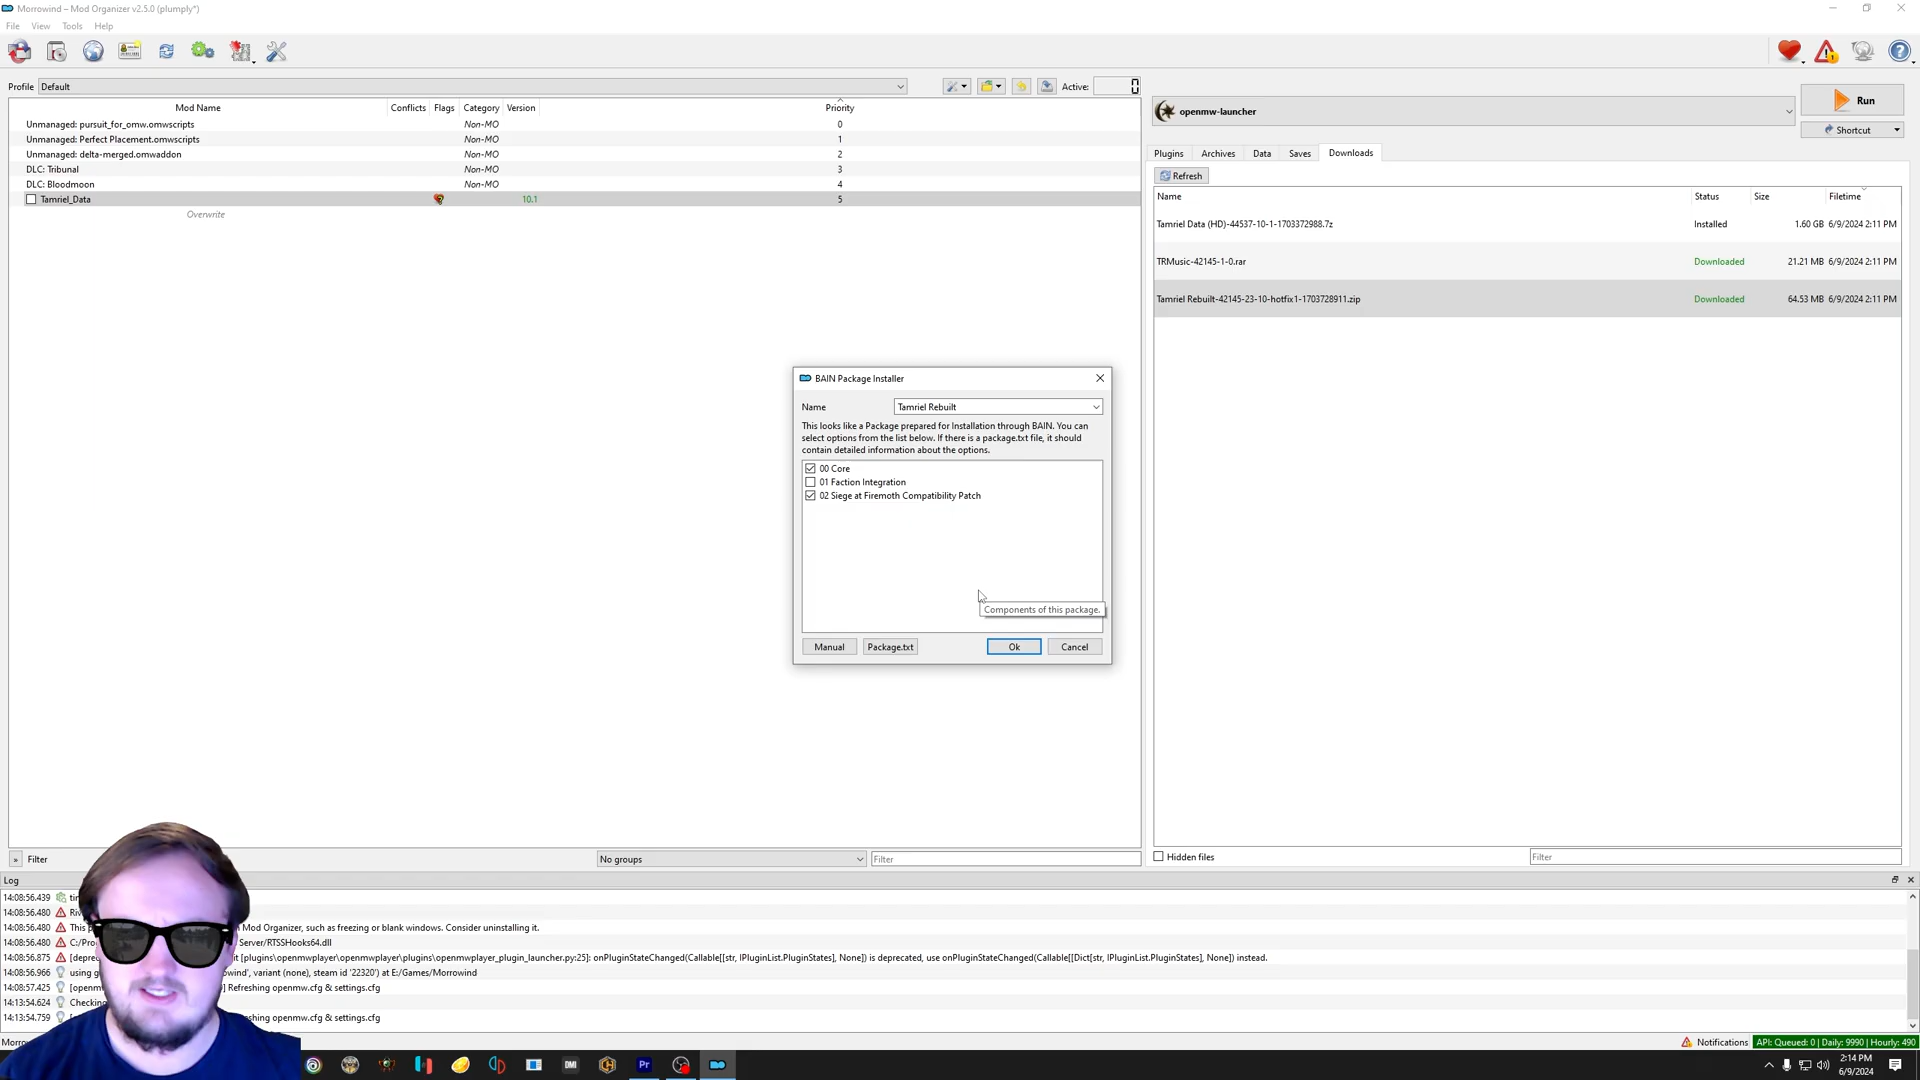 Morrowind – Mod Organizer v2.5.0 (plumply*)
File View Tools Help
Profile Default Active: 0
Mod Name Conflicts Flags Category Version Priority
Unmanaged: pursuit_for_omw.omwscripts Non-MO 0
Unmanaged: Perfect Placement.omwscripts Non-MO 1
Unmanaged: delta-merged.omwaddon Non-MO 2
DLC: Tribunal Non-MO 3
DLC: Bloodmoon Non-MO 4
Tamriel_Data 10.1 5
Overwrite
openmw-launcher
Run
Shortcut
Plugins Archives Data Saves Downloads
Refresh
Name Status Size Filetime
Tamriel Data (HD)-44537-10-1-1703372988.7z Installed 1.60 GB 6/9/2024 2:11 PM
TRMusic-42145-1-0.rar Downloaded 21.21 MB 6/9/2024 2:11 PM
Tamriel Rebuilt-42145-23-10-hotfix1-1703728911.zip Downloaded 64.53 MB 6/9/2024 2:11 PM
BAIN Package Installer
Name Tamriel Rebuilt
This looks like a Package prepared for Installation through BAIN. You can
select options from the list below. If there is a package.txt file, it should
contain detailed information about the options.
00 Core
01 Faction Integration
02 Siege at Firemoth Compatibility Patch
Components of this package.
Manual Package.txt Ok Cancel
» Filter No groups Filter
Hidden files Filter
Log
14:08:56.439
14:08:56.480
14:08:56.480 This Mod Organizer, such as freezing or blank windows. Consider uninstalling it.
14:08:56.480 Server/RTSSHooks64.dll
14:08:56.875 [plugins\openmwplayer\plugins\openmwplayer_plugin_launcher.py:25]: onPluginStateChanged(Callable[[str, IPluginList.PluginStates], None]) is deprecated, use onPluginStateChanged(Callable[[Dict[str, IPluginList.PluginStates], None]) instead.
14:08:56.966 using variant (none), steam id '22320') at E:/Games/Morrowind
14:08:57.425 Refreshing openmw.cfg & settings.cfg
14:13:54.624
14:13:54.759 openmw.cfg & settings.cfg
Notifications API: Queued: 0 | Daily: 9990 | Hourly: 490
DMI Pr
2:14 PM
6/9/2024